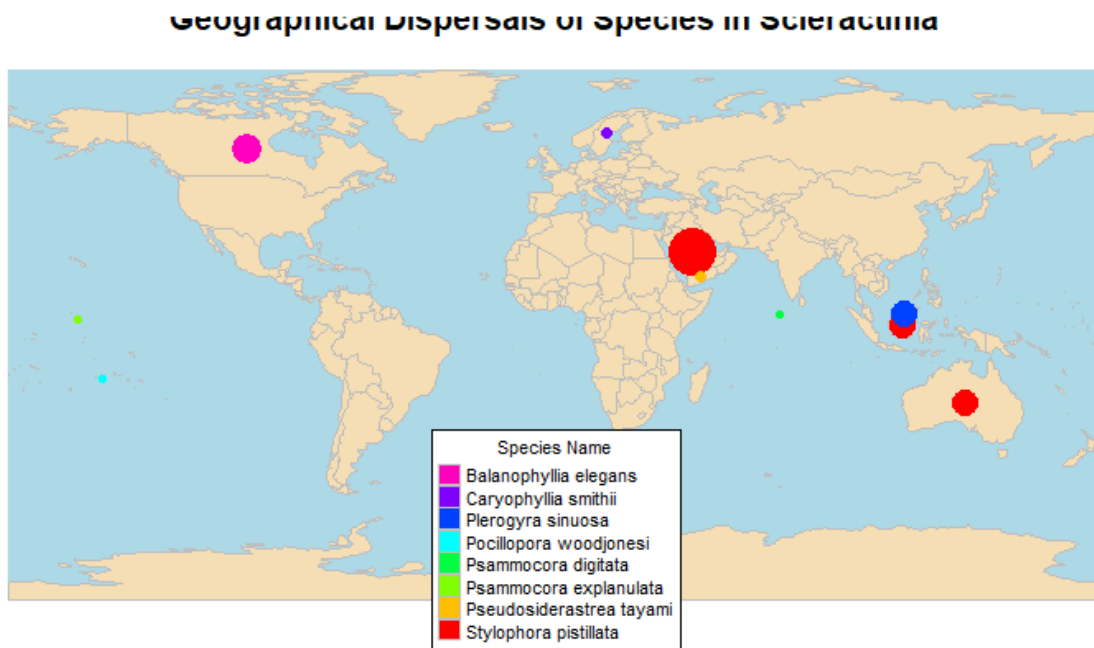 Geographical Dispersals of Species in Scleractinia
Species Name
Balanophyllia elegans
Caryophyllia smithii
Plerogyra sinuosa
Pocillopora woodjonesi
Psammocora digitata
Psammocora explanulata
Pseudosiderastrea tayami
Stylophora pistillata